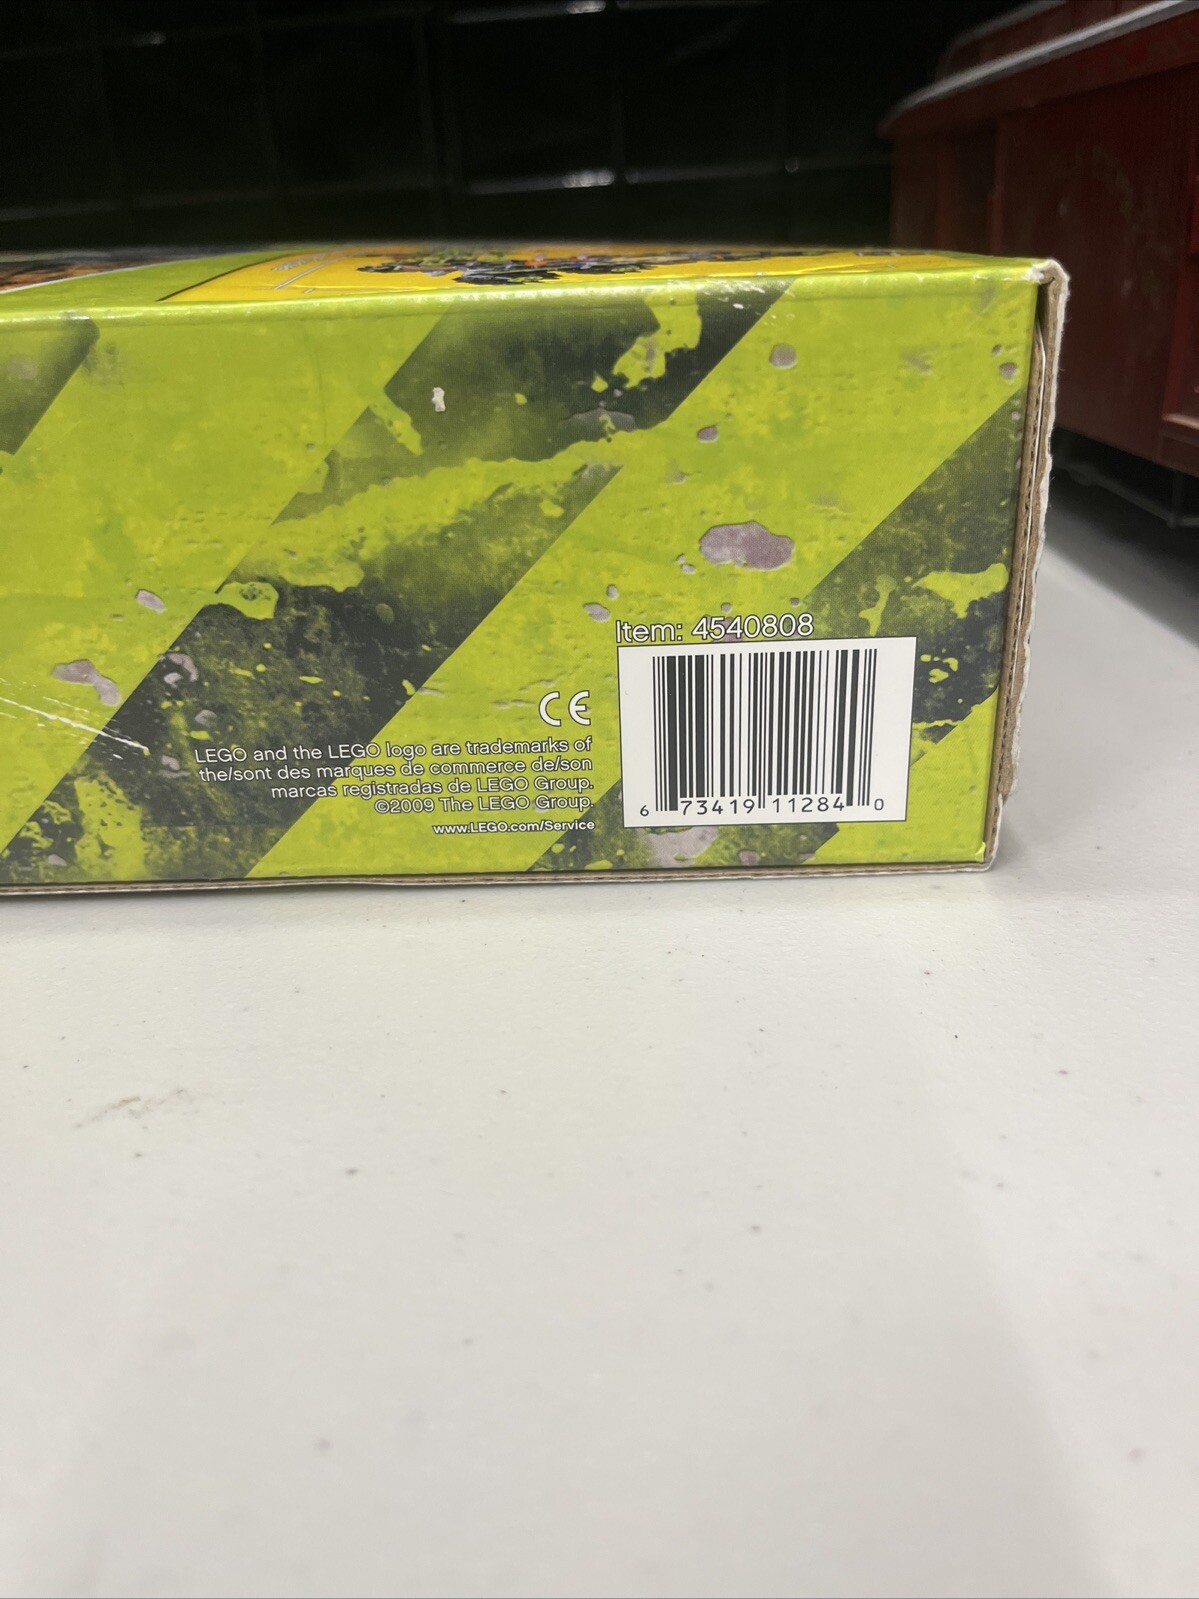 Item: 4540808
CE
LEGO and the LEGO logo are trademarks of
the/sont des marques de commerce de/son
marcas registradas de LEGO Group.
©2009 The LEGO Group.
www.LEGO.com/Service
6 73419 11284 0